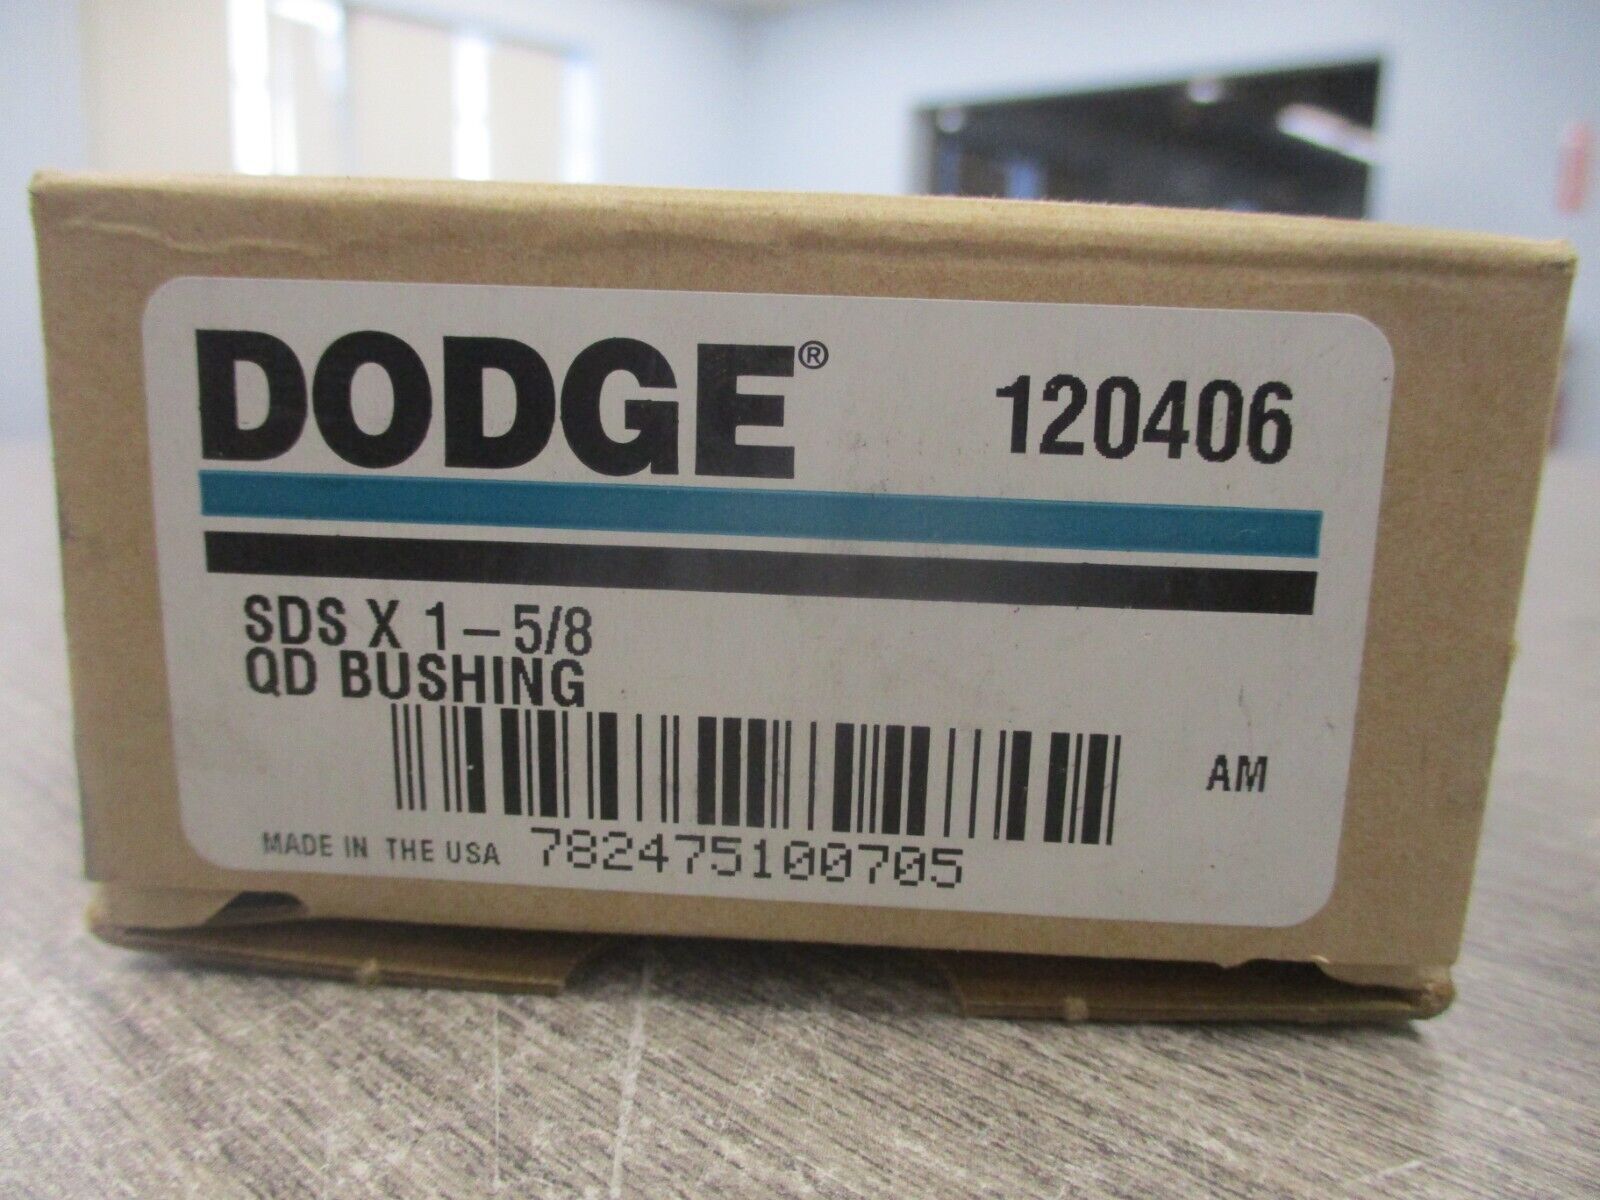 DODGE® 120406
SDS X 1-5/8
QD BUSHING
AM
MADE IN THE USA 782475100705